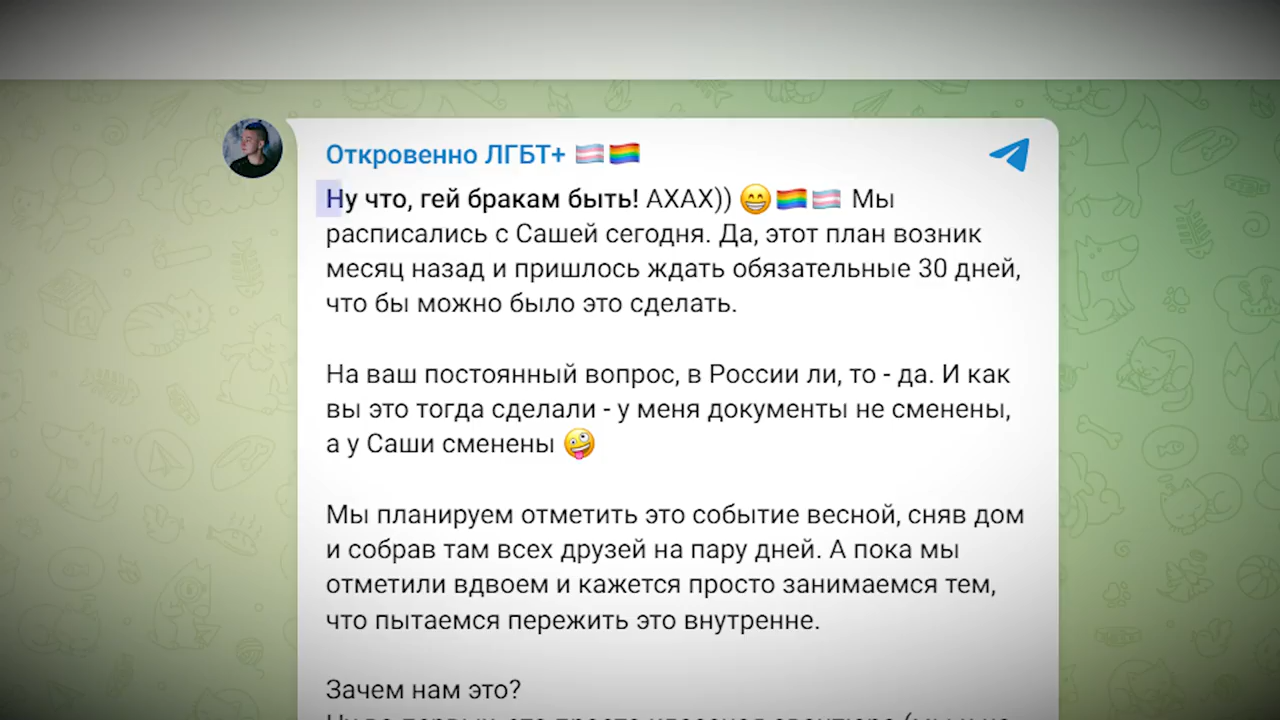 Откровенно ЛГБТ+ 🏳️‍⚧️🏳️‍🌈
Ну что, гей бракам быть! АХАХ)) 😁🏳️‍🌈🏳️‍⚧️ Мы
расписались с Сашей сегодня. Да, этот план возник
месяц назад и пришлось ждать обязательные 30 дней,
что бы можно было это сделать.
На ваш постоянный вопрос, в России ли, то - да. И как
вы это тогда сделали - у меня документы не сменены,
а у Саши сменены 🤪
Мы планируем отметить это событие весной, сняв дом
и собрав там всех друзей на пару дней. А пока мы
отметили вдвоем и кажется просто занимаемся тем,
что пытаемся пережить это внутренне.
Зачем нам это?